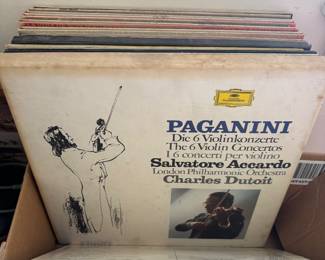 PAGANINI
Die 6 Violinkonzerte
The 6 Violin Concertos
I 6 concerti per violino
Salvatore Accardo
London Philharmonic Orchestra
Charles Dutoit